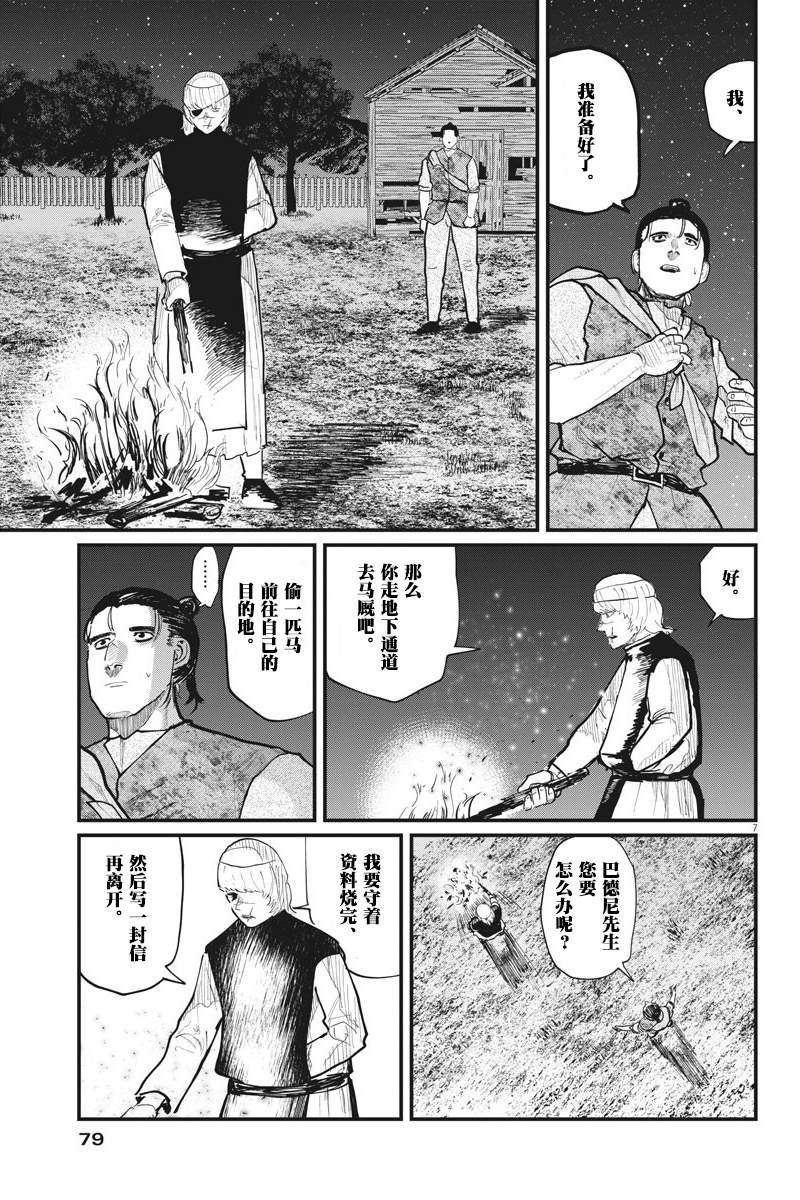 我、
我准备好了。
好。
那么
你走地下通道
去马厩吧。
偷一匹马
前往自己的
目的地。
……
7
巴德尼先生
您要
怎么办呢？
我要守着
资料烧完、
然后写一封信
再离开。
79